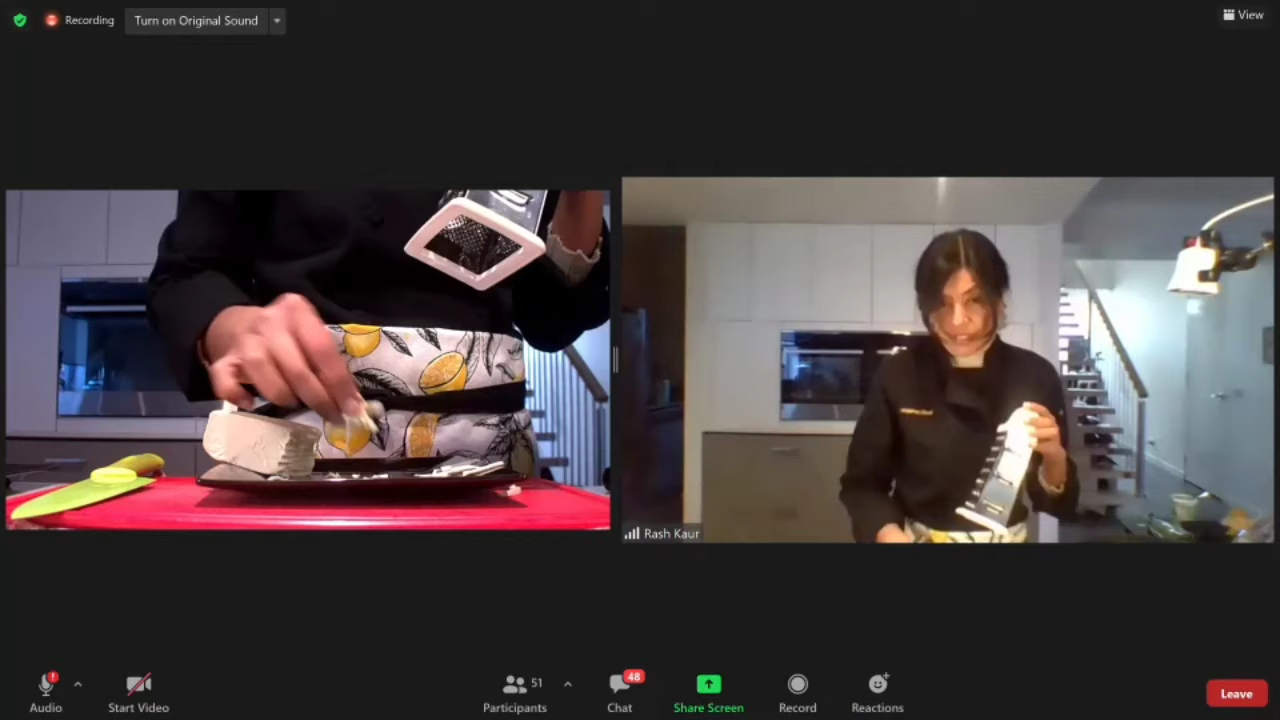 Recording
Turn on Original Sound
View
Rash Kaur
51
48
Audio
Start Video
Participants
Chat
Share Screen
Record
Reactions
Leave